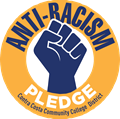 ANTI-RACISM
PLEDGE
Contra Costa Community College District